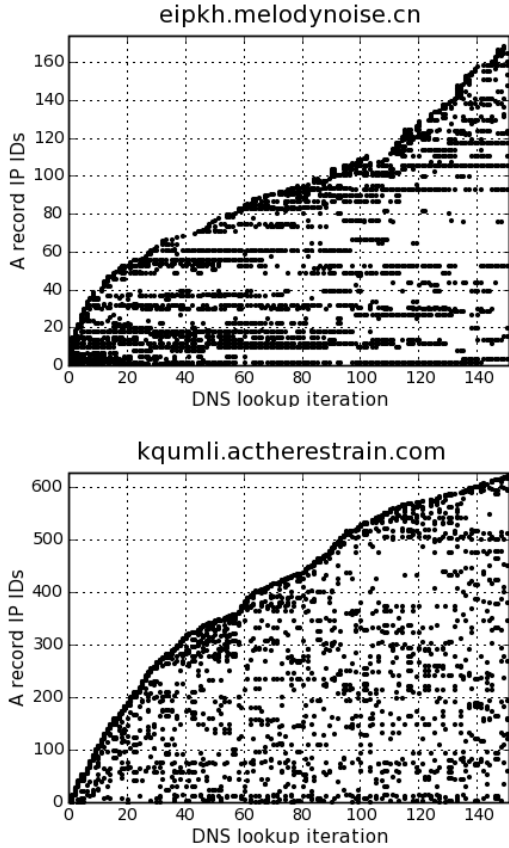 eipkh.melodynoise.cn
160
140
120
100
80
60
40
20
0
A record IP IDs
0 20 40 60 80 100 120 140
DNS lookup iteration
kqumli.actherestrain.com
600
500
400
300
200
100
0
A record IP IDs
0 20 40 60 80 100 120 140
DNS lookup iteration